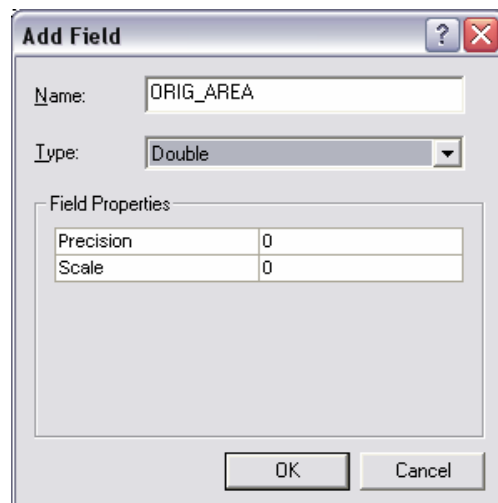 Add Field
Name: ORIG_AREA
Type: Double
Field Properties
Precision 0
Scale 0
OK Cancel